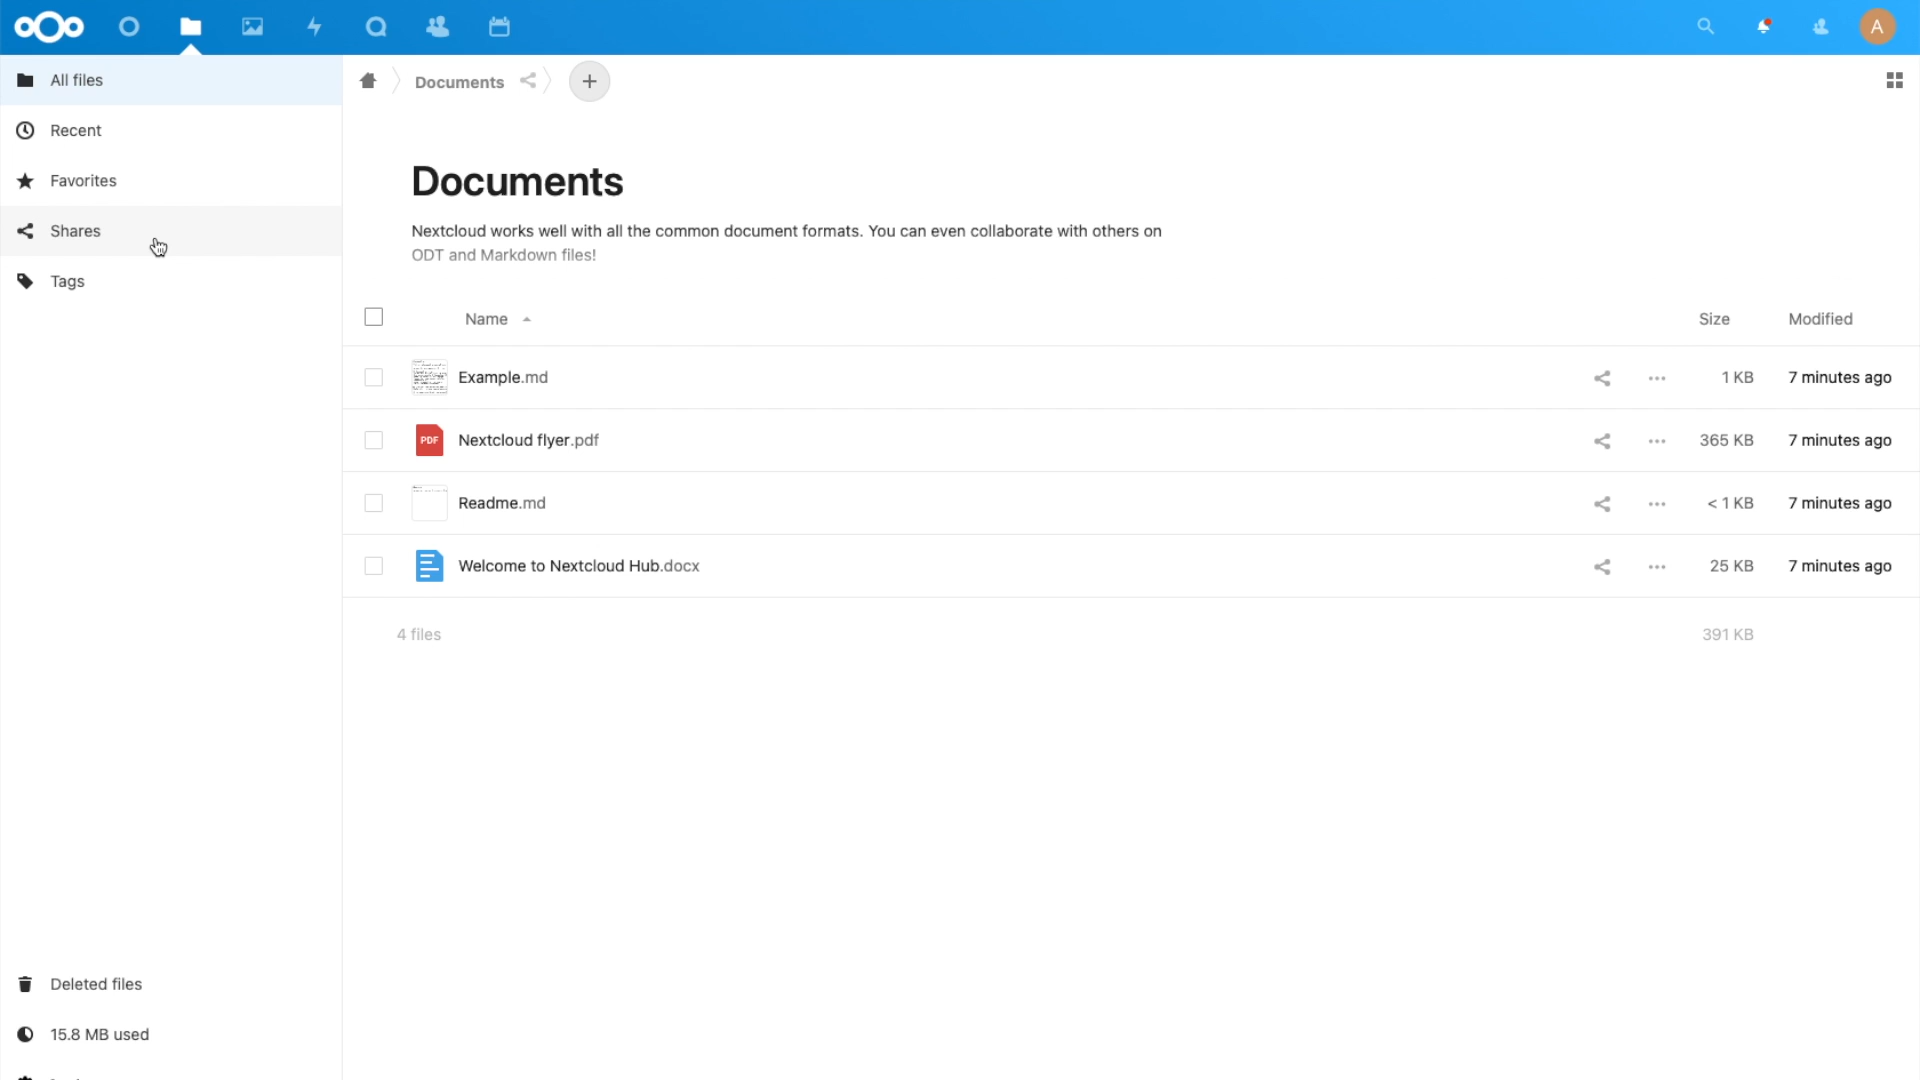 A
All files
Documents
Recent
Documents
Favorites
Shares
Nextcloud works well with all the common document formats. You can even collaborate with others on
ODT and Markdown files!
Tags
Name Size Modified
Example.md 1 KB 7 minutes ago
PDF Nextcloud flyer.pdf 365 KB 7 minutes ago
Readme.md < 1 KB 7 minutes ago
Welcome to Nextcloud Hub.docx 25 KB 7 minutes ago
4 files 391 KB
Deleted files
15.8 MB used